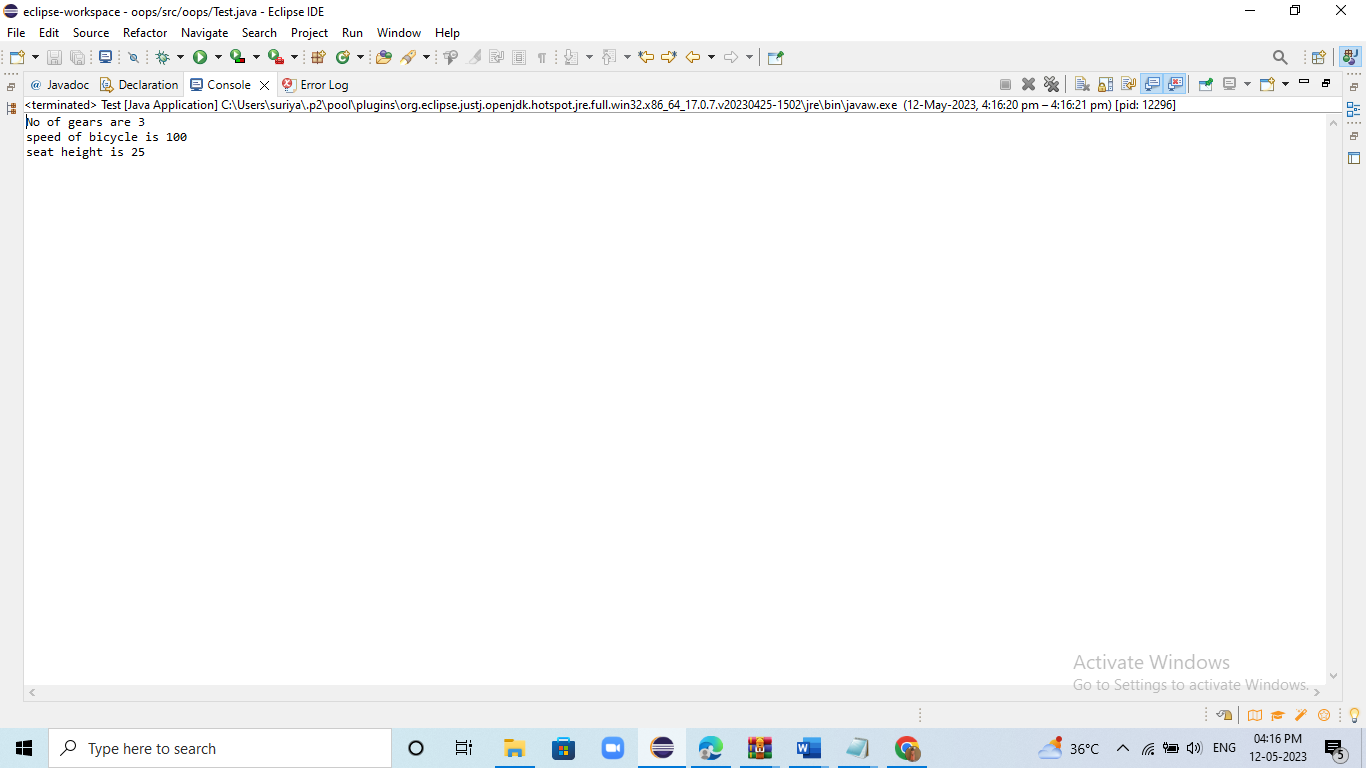 eclipse-workspace - oops/src/oops/Test.java - Eclipse IDE
File Edit Source Refactor Navigate Search Project Run Window Help
@ Javadoc Declaration Console Error Log
<terminated> Test [Java Application] C:\Users\suriya\.p2\pool\plugins\org.eclipse.justj.openjdk.hotspot.jre.full.win32.x86_64_17.0.7.v20230425-1502\jre\bin\javaw.exe (12-May-2023, 4:16:20 pm – 4:16:21 pm) [pid: 12296]
No of gears are 3
speed of bicycle is 100
seat height is 25
Activate Windows
Go to Settings to activate Windows.
Type here to search
36°C
ENG
04:16 PM
12-05-2023
5